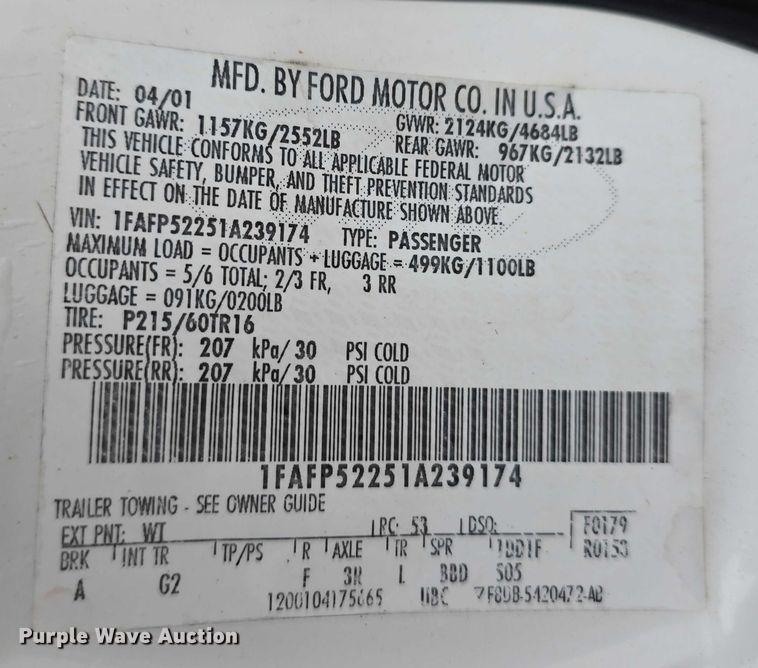 MFD. BY FORD MOTOR CO. IN U.S.A.
DATE: 04/01 GVWR: 2124KG/4684LB
FRONT GAWR: 1157KG/2552LB REAR GAWR: 967KG/2132LB
THIS VEHICLE CONFORMS TO ALL APPLICABLE FEDERAL MOTOR
VEHICLE SAFETY, BUMPER, AND THEFT PREVENTION STANDARDS
IN EFFECT ON THE DATE OF MANUFACTURE SHOWN ABOVE.
VIN: 1FAFP52251A239174 TYPE: PASSENGER
MAXIMUM LOAD = OCCUPANTS + LUGGAGE = 499KG/1100LB
OCCUPANTS = 5/6 TOTAL; 2/3 FR, 3 RR
LUGGAGE = 091KG/0200LB
TIRE: P215/60TR16
PRESSURE(FR): 207 kPa/ 30 PSI COLD
PRESSURE(RR): 207 kPa/ 30 PSI COLD
1FAFP52251A239174
TRAILER TOWING - SEE OWNER GUIDE
EXT PNT: WT RC: 53 DSO: F0179
BRK INT TR TP/PS R AXLE TR SPR R0153
A G2 F L BBD 505
UBC 7F8UB-5420472-AB
Purple Wave Auction